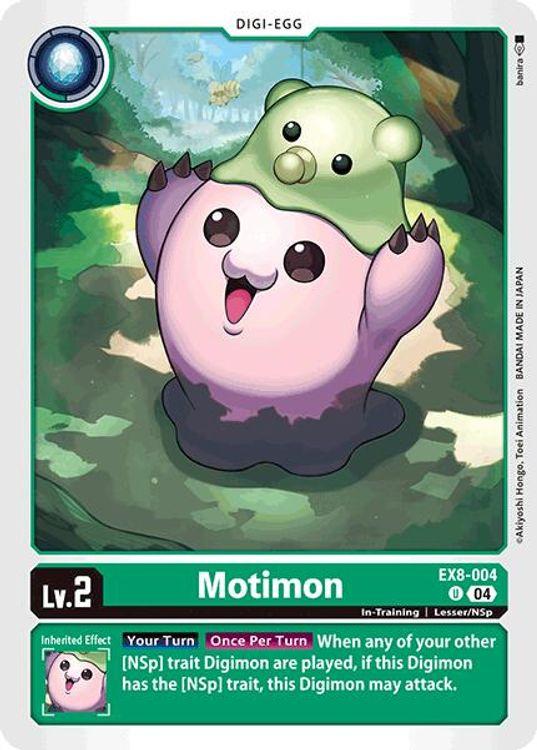 DIGI-EGG
banira
©Akiyoshi Hongo, Toei Animation BANDAI MADE IN JAPAN
Lv.2
Motimon
EX8-004
U 04
In-Training | Lesser/NSp
Inherited Effect
Your Turn Once Per Turn When any of your other
[NSp] trait Digimon are played, if this Digimon
has the [NSp] trait, this Digimon may attack.